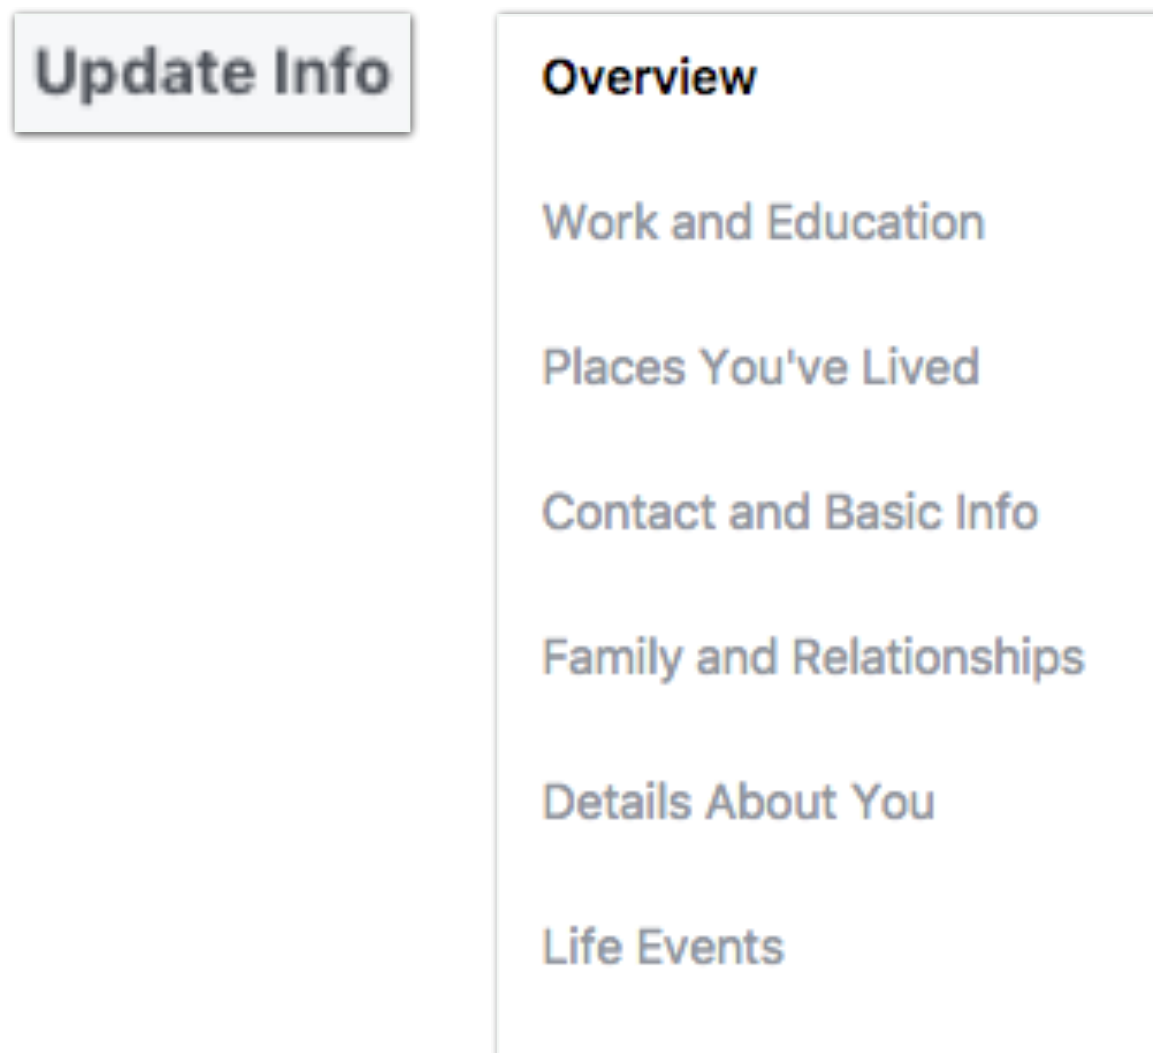 Update Info
Overview
Work and Education
Places You've Lived
Contact and Basic Info
Family and Relationships
Details About You
Life Events